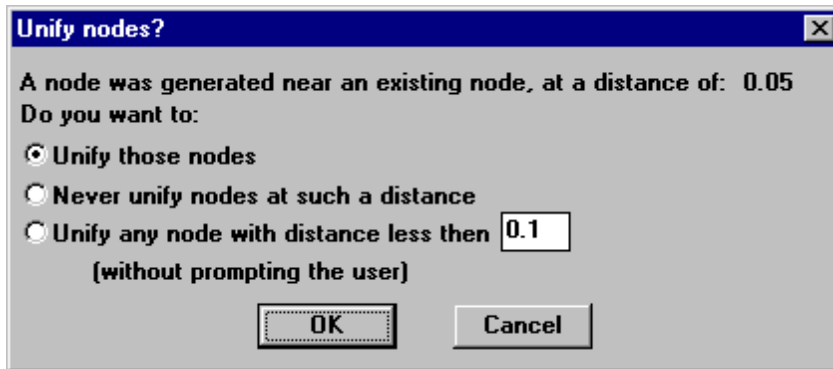 Unify nodes?
A node was generated near an existing node, at a distance of: 0.05
Do you want to:
Unify those nodes
Never unify nodes at such a distance
Unify any node with distance less then 0.1
(without prompting the user)
OK Cancel